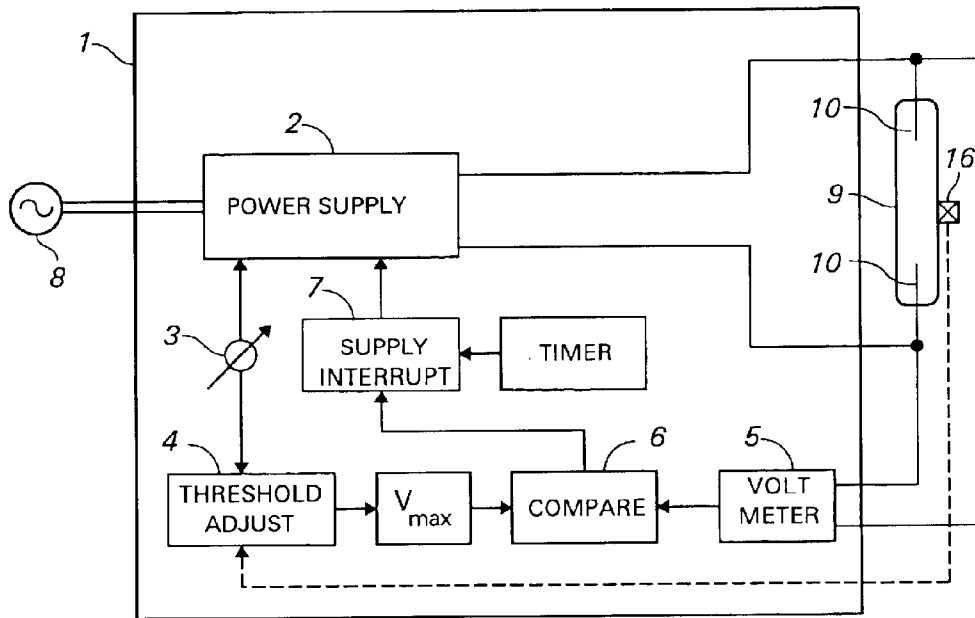 1
2
POWER SUPPLY
8
10
16
9
10
7
3
SUPPLY
INTERRUPT
TIMER
4
THRESHOLD
ADJUST
Vmax
6
COMPARE
5
VOLT
METER